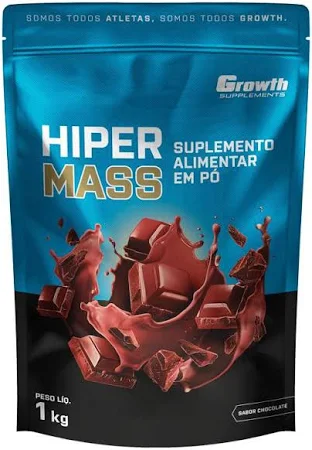 SOMOS TODOS ATLETAS, SOMOS TODOS GROWTH.
Growth
SUPPLEMENTS
HIPER
MASS
SUPLEMENTO
ALIMENTAR
EM PÓ
PESO LÍQ.
1 kg
SABOR CHOCOLATE